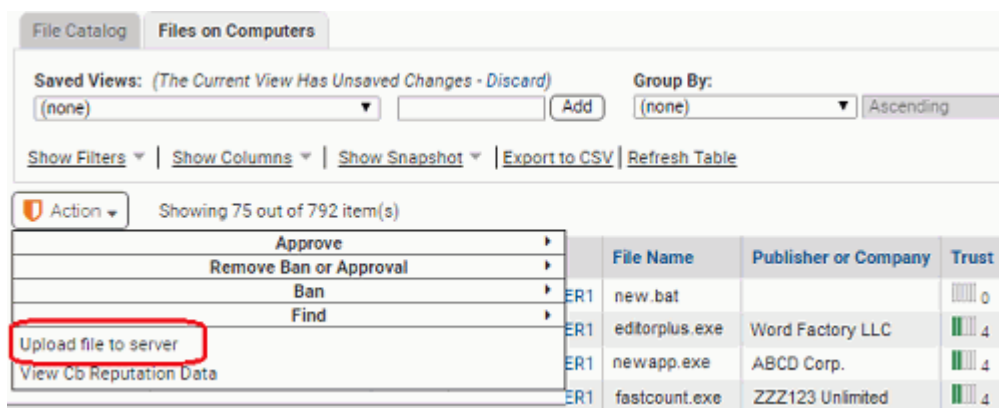 File Catalog Files on Computers
Saved Views: (The Current View Has Unsaved Changes - Discard) Group By:
(none) Add (none) Ascending
Show Filters | Show Columns | Show Snapshot | Export to CSV | Refresh Table
Action Showing 75 out of 792 item(s)
Approve
Remove Ban or Approval File Name Publisher or Company Trust
Ban ER1 new.bat 0
Find
Upload file to server ER1 editorplus.exe Word Factory LLC 4
View Cb Reputation Data ER1 newapp.exe ABCD Corp. 4
ER1 fastcount.exe ZZZ123 Unlimited 4